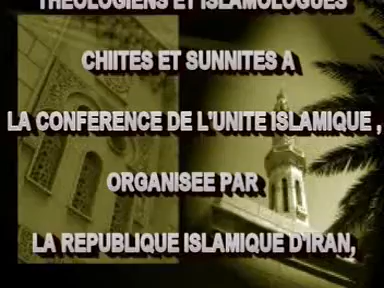 THEOLOGIENS ET ISLAMOLOGUES
CHIITES ET SUNNITES A
LA CONFERENCE DE L'UNITE ISLAMIQUE ,
ORGANISEE PAR
LA REPUBLIQUE ISLAMIQUE D'IRAN,